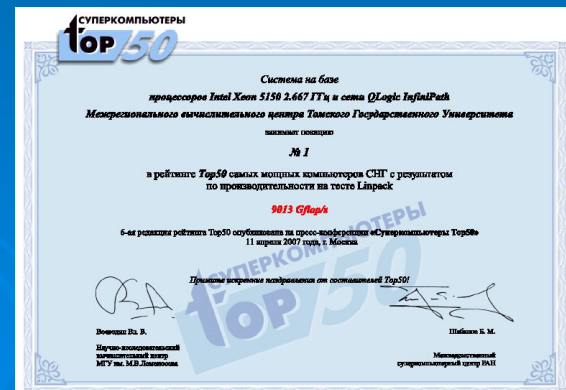 СУПЕРКОМПЬЮТЕРЫ
Top50
Система на базе
процессоров Intel Xeon 5150 2.667 ГГц и сети QLogic InfiniPath
Межрегионального вычислительного центра Томского Государственного Университета
занимает позицию
№ 1
в рейтинге Top50 самых мощных компьютеров СНГ с результатом
по производительности на тесте Linpack
9013 Gflop/s
6-ая редакция рейтинга Top50 опубликована на пресс-конференции «Суперкомпьютеры Top50»
11 апреля 2007 года, г. Москва
СУПЕРКОМПЬЮТЕРЫ
Top50
Примите искренние поздравления от составителей Top50!
Воеводин Вл. В.
Шабанов Б. М.
Научно-исследовательский
вычислительный центр
МГУ им. М.В.Ломоносова
Межведомственный
суперкомпьютерный центр РАН